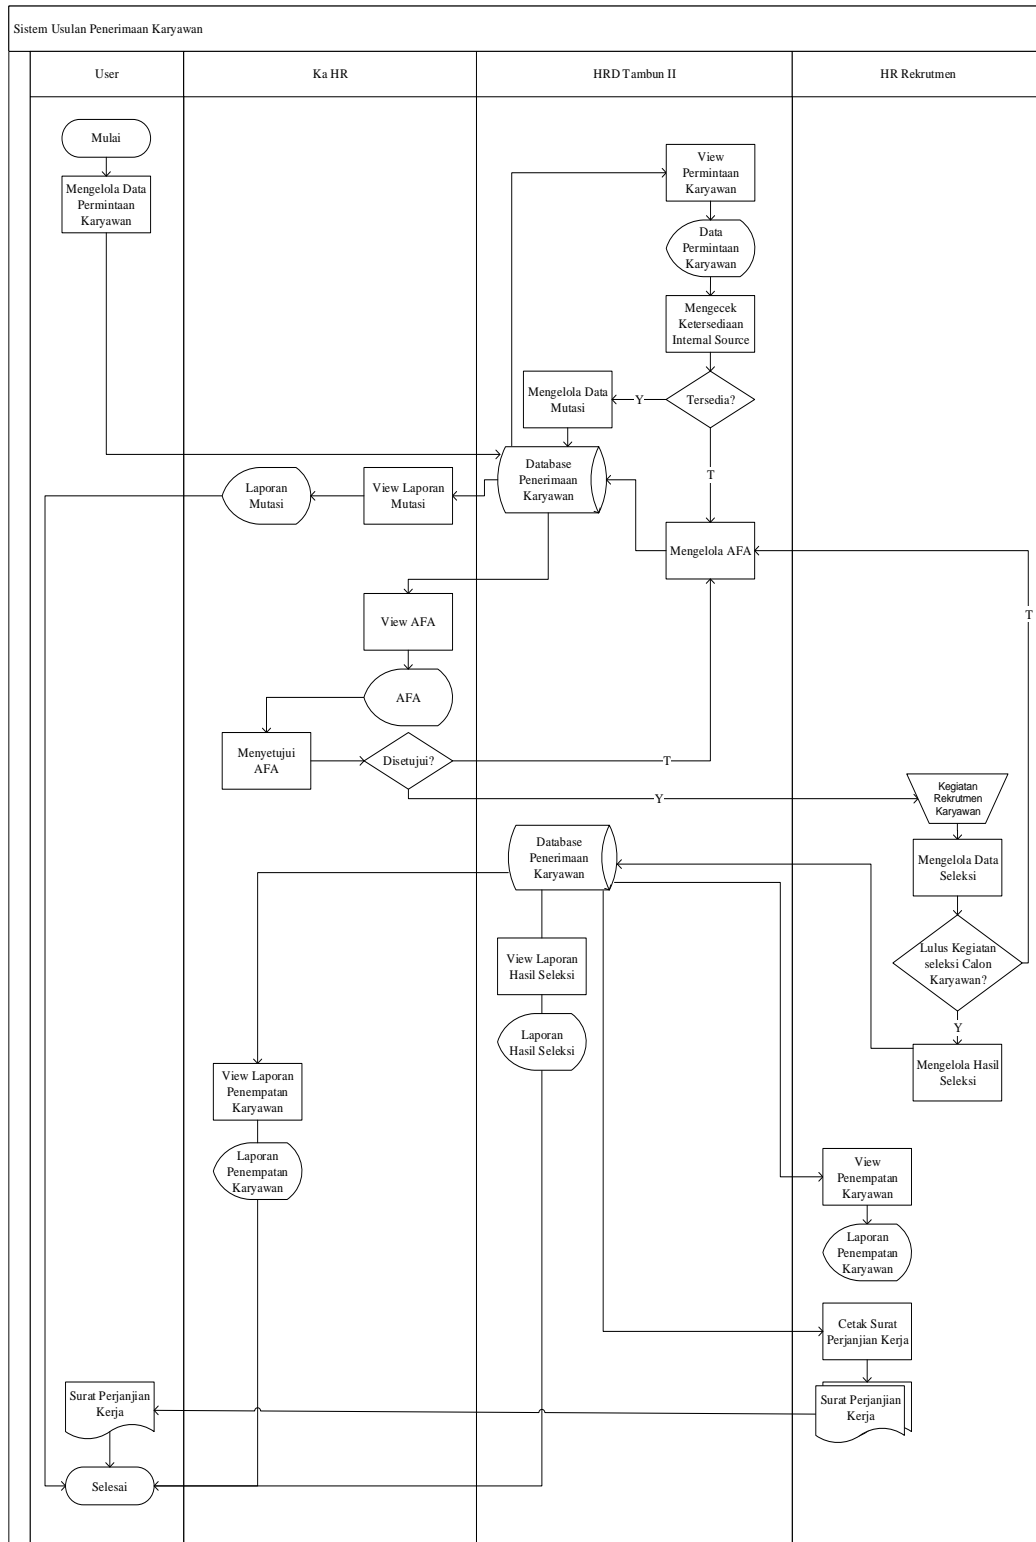 Sistem Usulan Penerimaan Karyawan
User
Ka HR
HRD Tambun II
HR Rekrutmen
Mulai
Mengelola Data
Permintaan
Karyawan
View
Permintaan
Karyawan
Data
Permintaan
Karyawan
Mengecek
Ketersediaan
Internal Source
Tersedia?
Y
Mengelola Data
Mutasi
T
Database
Penerimaan
Karyawan
View Laporan
Mutasi
Laporan
Mutasi
Mengelola AFA
T
View AFA
AFA
Menyetujui
AFA
Disetujui?
T
Y
Kegiatan
Rekrutmen
Karyawan
Mengelola Data
Seleksi
Lulus Kegiatan
seleksi Calon
Karyawan?
Y
Mengelola Hasil
Seleksi
Database
Penerimaan
Karyawan
View Laporan
Hasil Seleksi
Laporan
Hasil Seleksi
View Laporan
Penempatan
Karyawan
Laporan
Penempatan
Karyawan
View
Penempatan
Karyawan
Laporan
Penempatan
Karyawan
Cetak Surat
Perjanjian Kerja
Surat Perjanjian
Kerja
Surat Perjanjian
Kerja
Selesai